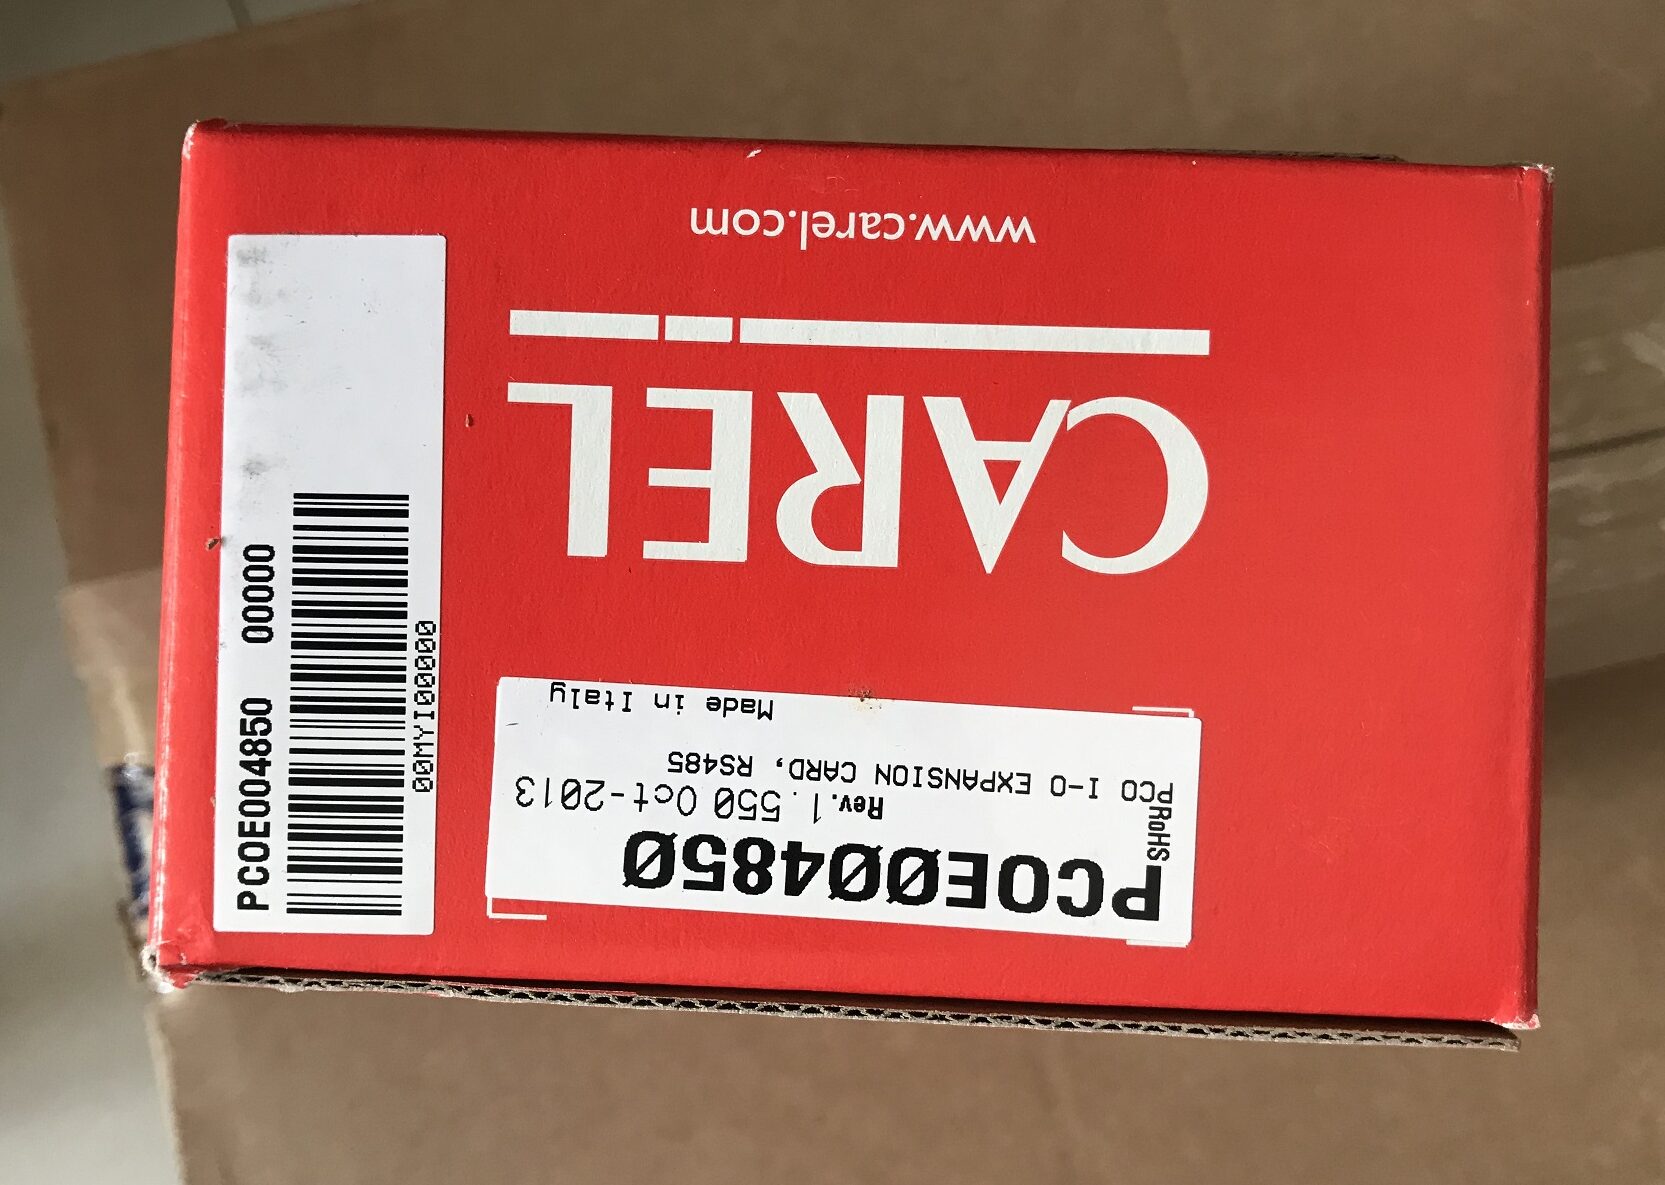 PCOE004850
RoHS
Rev.1.550 Oct-2013
PCO I-O EXPANSION CARD, RS485
Made in Italy
CAREL
www.carel.com
PCOE004850 00000
00MYI00000